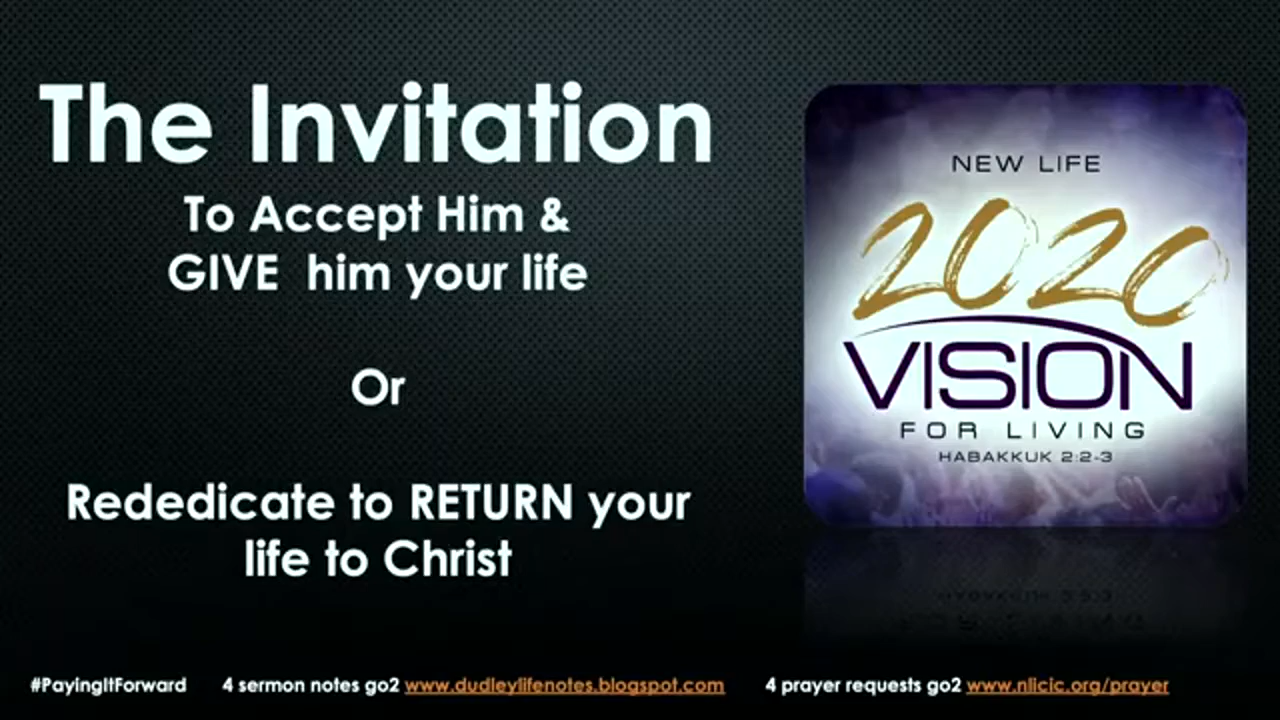 The Invitation
To Accept Him &
GIVE him your life
Or
Rededicate to RETURN your
life to Christ
NEW LIFE
2020
VISION
FOR LIVING
HABAKKUK 2:2-3
#PayingItForward 4 sermon notes go2 www.dudleylifenotes.blogspot.com 4 prayer requests go2 www.nlicic.org/prayer